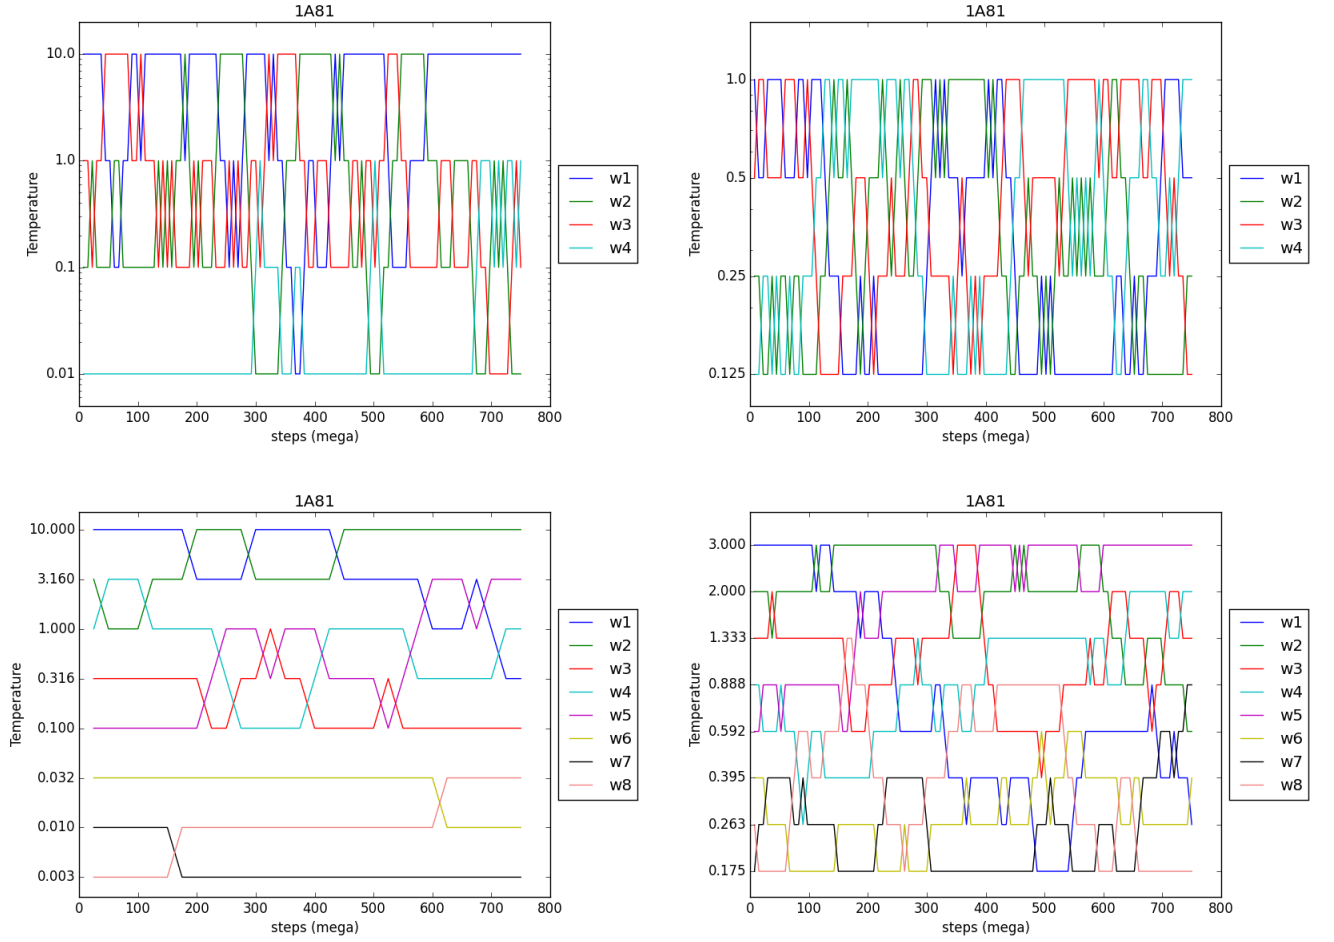 1A81
10.0
1.0
0.1
0.01
Temperature
0 100 200 300 400 500 600 700 800
steps (mega)
w1
w2
w3
w4
1A81
1.0
0.5
0.25
0.125
Temperature
0 100 200 300 400 500 600 700 800
steps (mega)
w1
w2
w3
w4
1A81
10.000
3.160
1.000
0.316
0.100
0.032
0.010
0.003
Temperature
0 100 200 300 400 500 600 700 800
steps (mega)
w1
w2
w3
w4
w5
w6
w7
w8
1A81
3.000
2.000
1.333
0.888
0.592
0.395
0.263
0.175
Temperature
0 100 200 300 400 500 600 700 800
steps (mega)
w1
w2
w3
w4
w5
w6
w7
w8